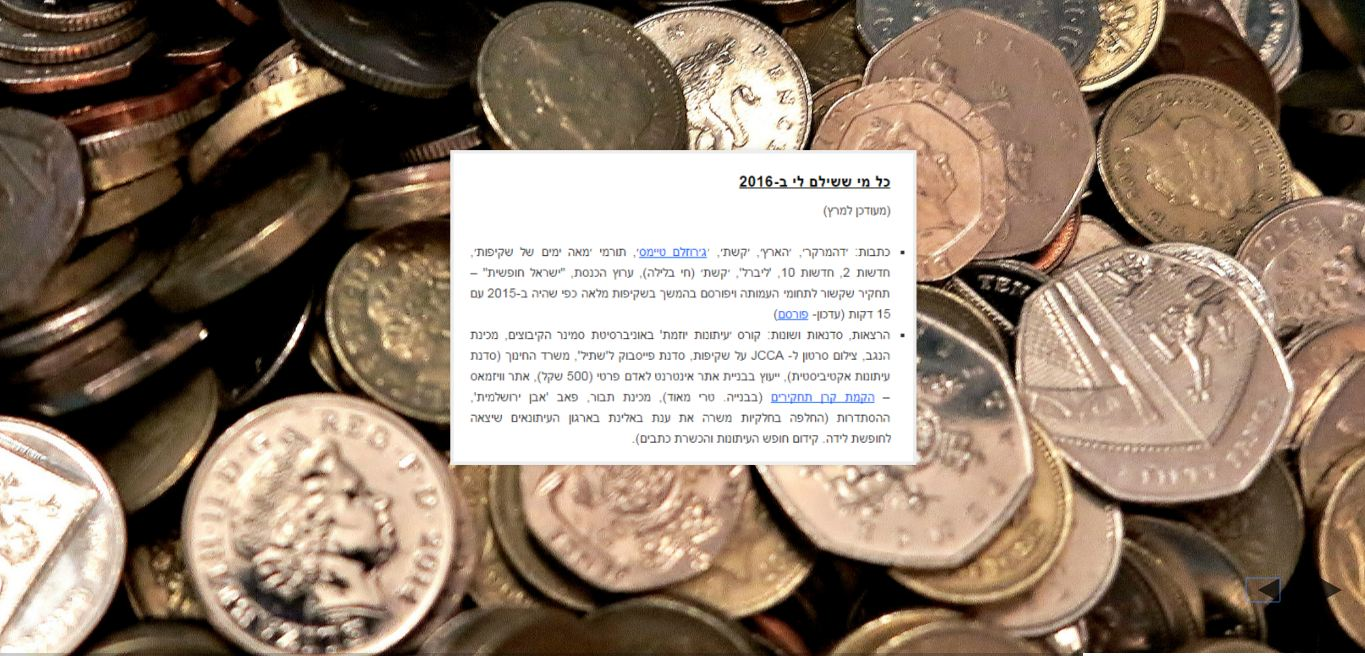 כל מי ששילם לי ב-2016
(מעודכן למרץ)
▪ כתבות: 'דהמרקר', 'הארץ', 'קשת', 'ג'רוזלם טיימס', תורמי 'מאה ימים של שקיפות',
חדשות 2, חדשות 10, 'ליברל', 'קשת' (חי בלילה), ערוץ הכנסת, "ישראל חופשית" –
תחקיר שקשור לתחומי העמותה ויפורסם בהמשך בשקיפות מלאה כפי שהיה ב-2015 עם
15 דקות (עדכון- פורסם)
▪ הרצאות, סדנאות ושונות: קורס 'עיתונות יוזמת' באוניברסיטת סמינר הקיבוצים, מכינת
הנגב, צילום סרטון ל- JCCA על שקיפות, סדנת פייסבוק ל'שתיל', משרד החינוך (סדנת
עיתונות אקטיביסטית), ייעוץ בבניית אתר אינטרנט לאדם פרטי (500 שקל), אתר וויזמאס
– הקמת קרן תחקירים (בבנייה. טרי מאוד), מכינת תבור, פאב 'אבן ירושלמית',
ההסתדרות (החלפה בחלקיות משרה את ענת באלינת בארגון העיתונאים שיצאה
לחופשת לידה. קידום חופש העיתונות והכשרת כתבים).
PENCE
TEN
D·G·REG·F·D·2014